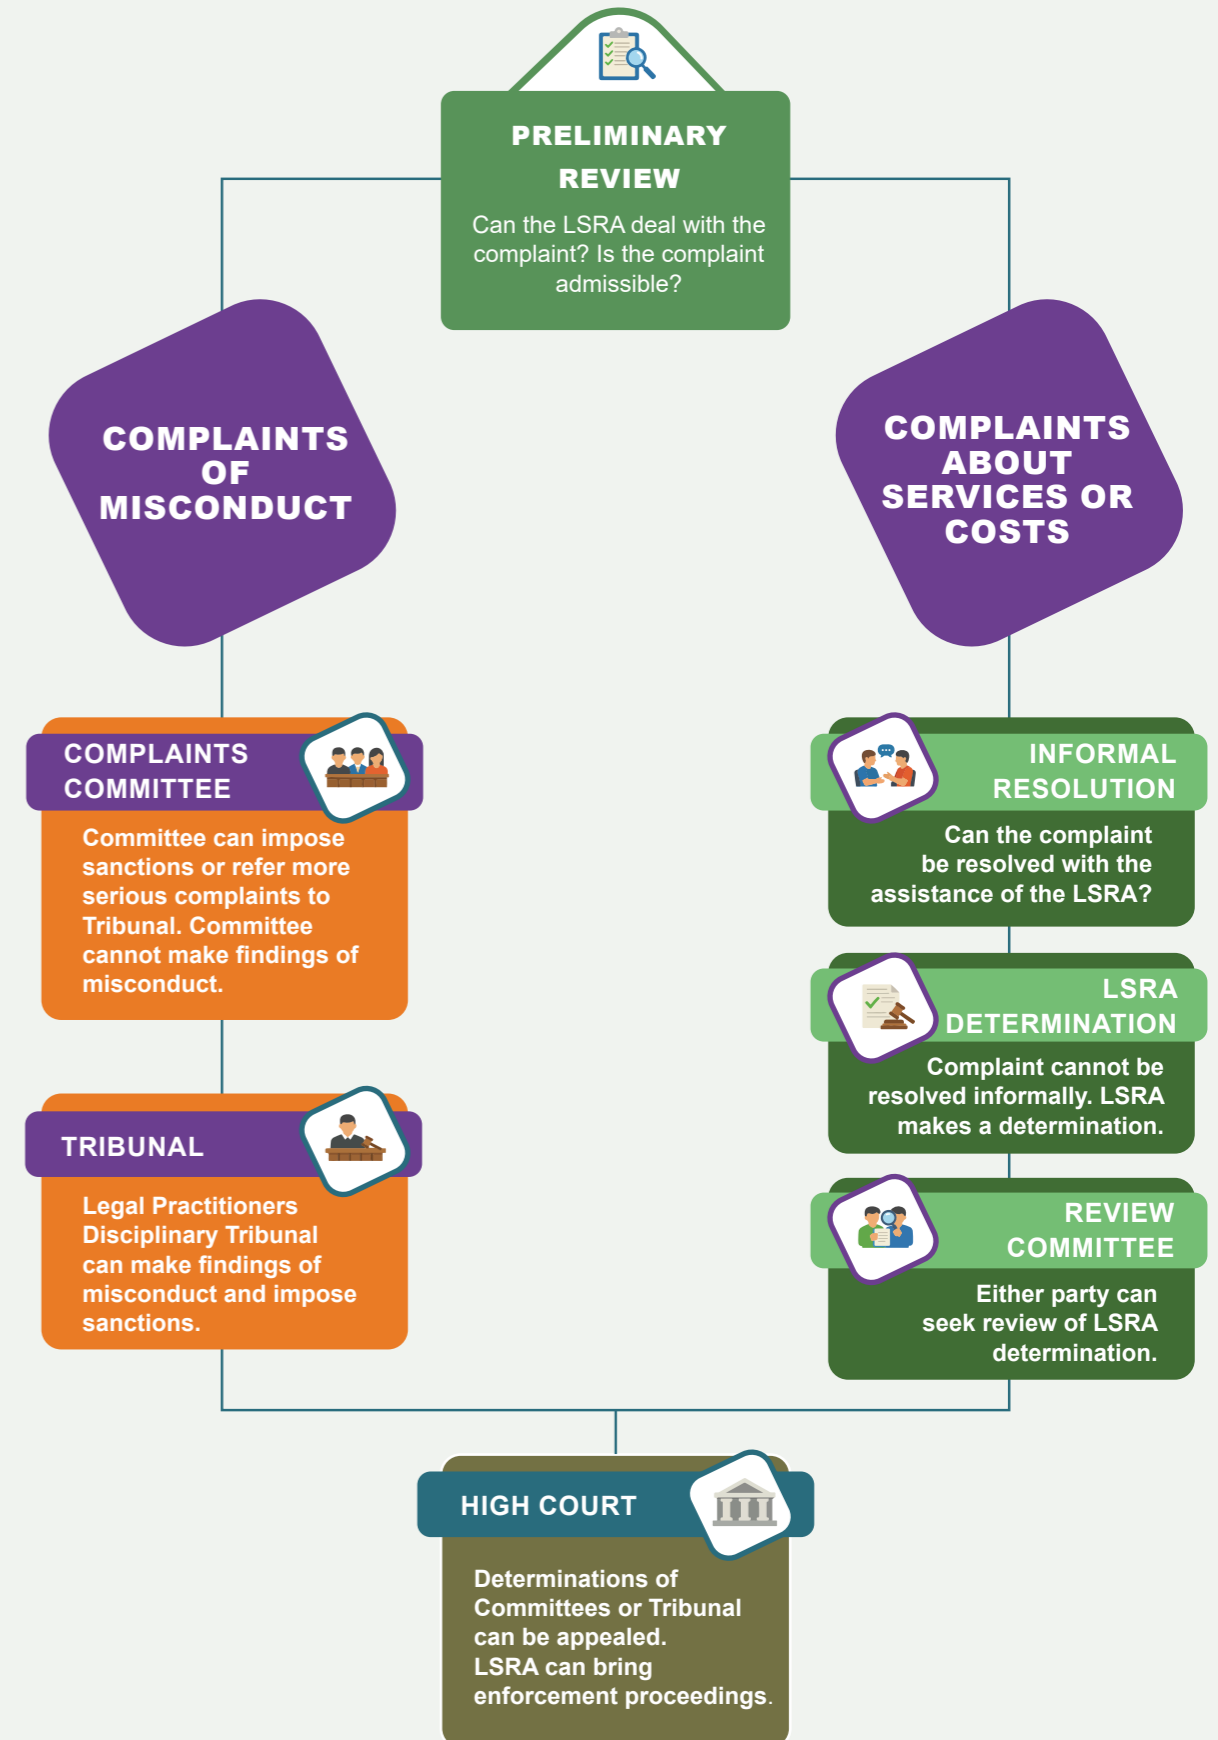 PRELIMINARY
REVIEW
Can the LSRA deal with the
complaint? Is the complaint
admissible?
COMPLAINTS
OF
MISCONDUCT
COMPLAINTS
ABOUT
SERVICES OR
COSTS
COMPLAINTS
COMMITTEE
Committee can impose
sanctions or refer more
serious complaints to
Tribunal. Committee
cannot make findings of
misconduct.
TRIBUNAL
Legal Practitioners
Disciplinary Tribunal
can make findings of
misconduct and impose
sanctions.
INFORMAL
RESOLUTION
Can the complaint
be resolved with the
assistance of the LSRA?
LSRA
DETERMINATION
Complaint cannot be
resolved informally. LSRA
makes a determination.
REVIEW
COMMITTEE
Either party can
seek review of LSRA
determination.
HIGH COURT
Determinations of
Committees or Tribunal
can be appealed.
LSRA can bring
enforcement proceedings.